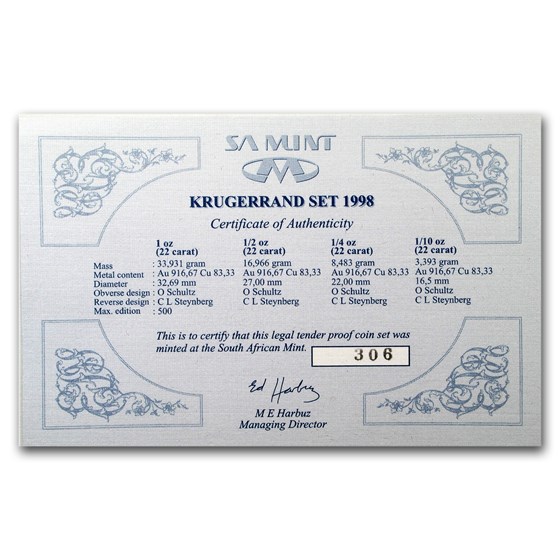 SA MINT
KRUGERRAND SET 1998
Certificate of Authenticity
1 oz 1/2 oz 1/4 oz 1/10 oz
(22 carat) (22 carat) (22 carat) (22 carat)
Mass : 33,931 gram 16,966 gram 8,483 gram 3,393 gram
Metal content : Au 916,67 Cu 83,33 Au 916,67 Cu 83,33 Au 916,67 Cu 83,33 Au 916,67 Cu 83,33
Diameter : 32,69 mm 27,00 mm 22,00 mm 16,5 mm
Obverse design : O Schultz O Schultz O Schultz O Schultz
Reverse design : C L Steynberg C L Steynberg C L Steynberg C L Steynberg
Max. edition : 500
This is to certify that this legal tender proof coin set was
minted at the South African Mint. 306
Ed Harbuz
M E Harbuz
Managing Director